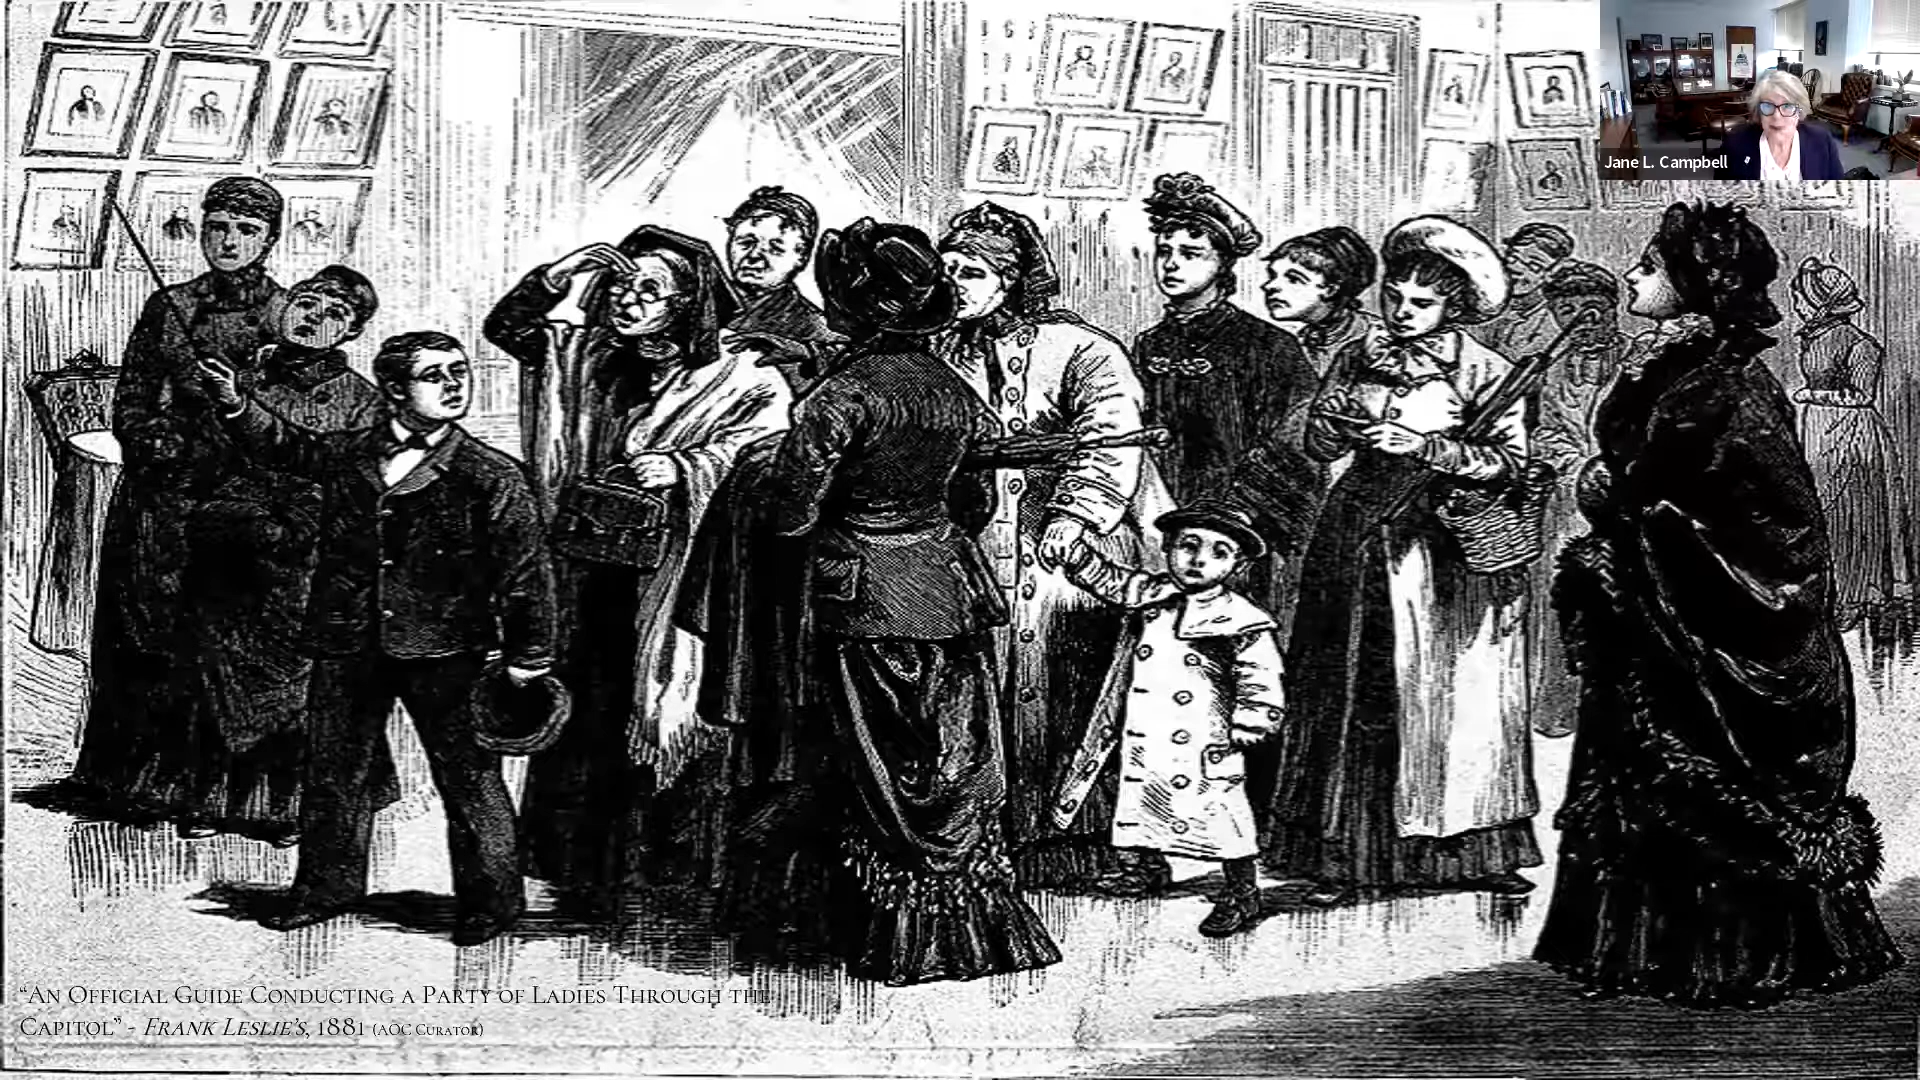 Jane L. Campbell
“An Official Guide Conducting a Party of Ladies Through the
Capitol” - Frank Leslie's, 1881 (AOC Curator)